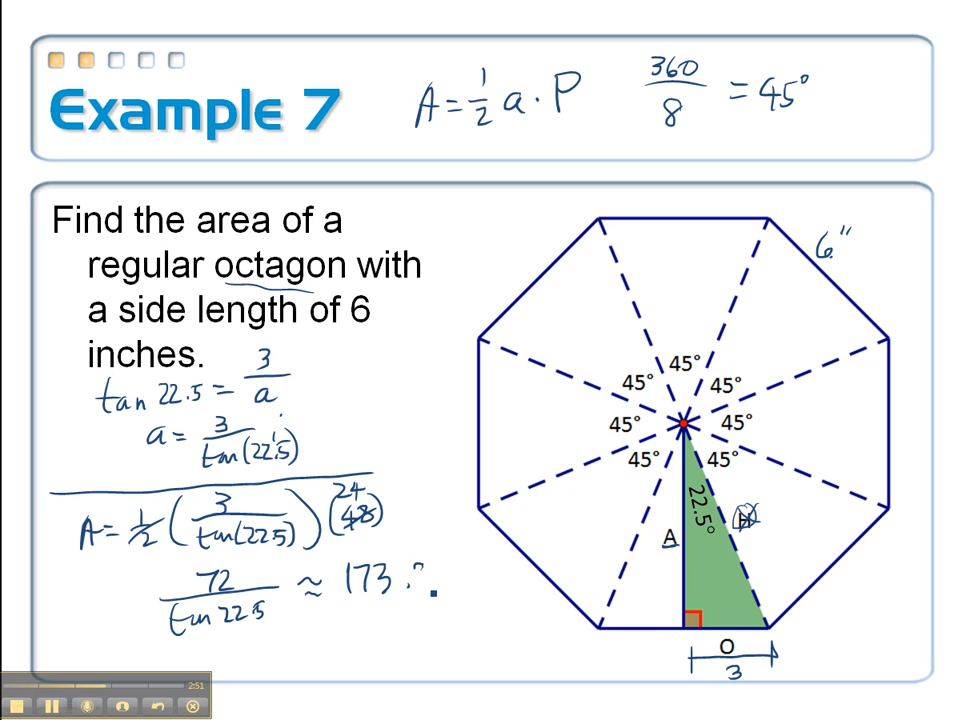 Example 7
A = 1/2 a · P
360/8 = 45°
Find the area of a
regular octagon with
a side length of 6
inches.
tan 22.5 = 3/a
a = 3/tan(22.5)
A = 1/2 (3/tan(22.5)) (48)
24
72/tan 22.5 ≈ 173.
6"
45°
45° 45°
45° 45°
45° 45°
22.5°
H
A
O
3
2:51